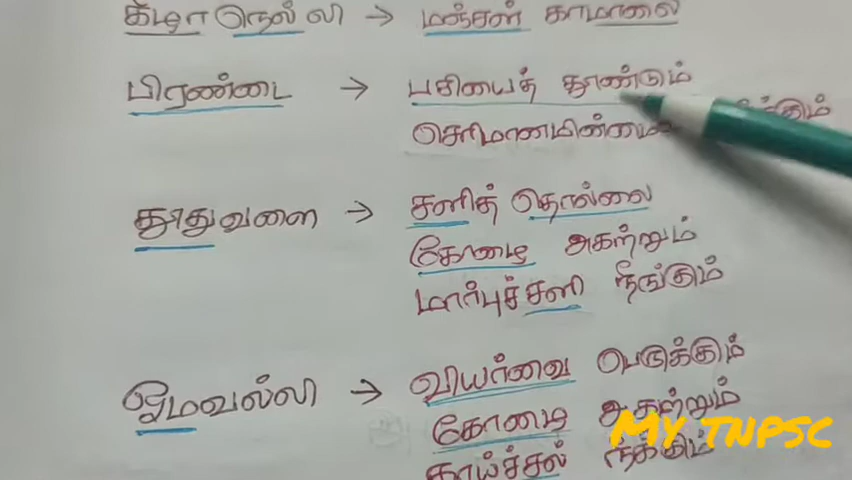 கீழா நெல்லி → மஞ்சள் காமாலை
பிரண்டை → பசியைத் தூண்டும்
செரிமானமின்மை
தூதுவளை → சளித் தொல்லை
கோழை அகற்றும்
மார்புச்சளி நீங்கும்
ஓமவல்லி → வியர்வை பெருக்கும்
கோழை அகற்றும்
காய்ச்சல் நீக்கும்
My TNPSC